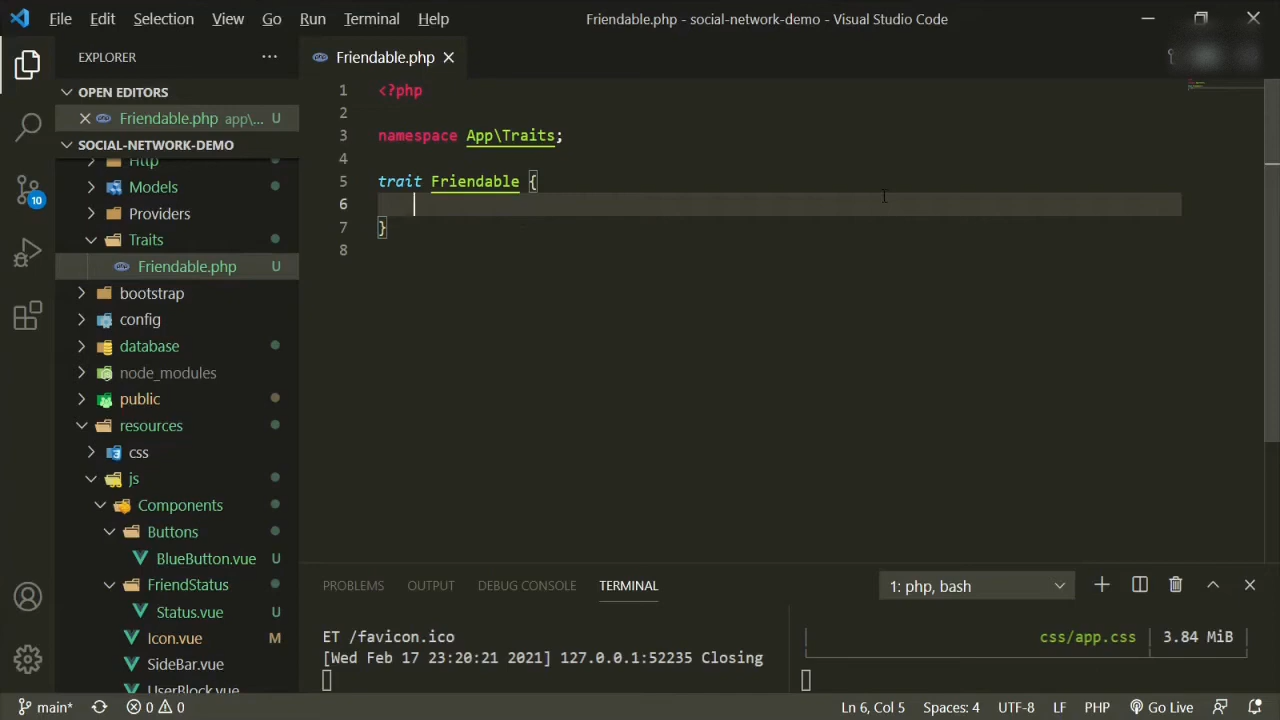 File Edit Selection View Go Run Terminal Help Friendable.php - social-network-demo - Visual Studio Code
EXPLORER ...
Friendable.php
OPEN EDITORS
Friendable.php app\... U
SOCIAL-NETWORK-DEMO
Http
Models
Providers
Traits
Friendable.php U
bootstrap
config
database
node_modules
public
resources
css
js
Components
Buttons
BlueButton.vue U
FriendStatus
Status.vue U
Icon.vue M
SideBar.vue
UserBlock.vue
10
1 <?php
2
3 namespace App\Traits;
4
5 trait Friendable {
6
7 }
8
PROBLEMS OUTPUT DEBUG CONSOLE TERMINAL 1: php, bash
ET /favicon.ico
[Wed Feb 17 23:20:21 2021] 127.0.0.1:52235 Closing
css/app.css | 3.84 MiB
main* 0 0 Ln 6, Col 5 Spaces: 4 UTF-8 LF PHP Go Live